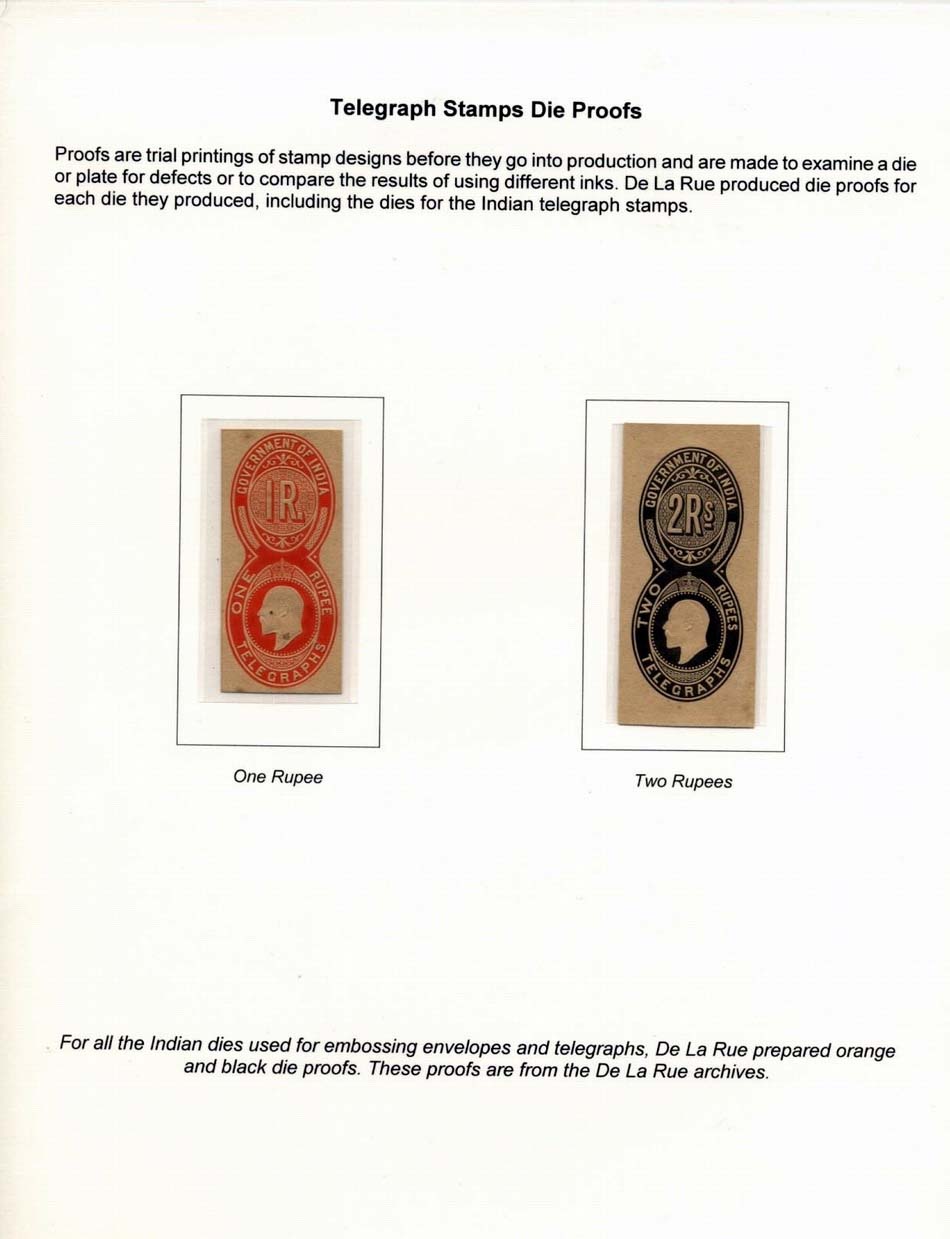 Telegraph Stamps Die Proofs
Proofs are trial printings of stamp designs before they go into production and are made to examine a die
or plate for defects or to compare the results of using different inks. De La Rue produced die proofs for
each die they produced, including the dies for the Indian telegraph stamps.
GOVERNMENT OF INDIA
1R.
ONE RUPEE
TELEGRAPHS
GOVERNMENT OF INDIA
2Rs
TWO RUPEES
TELEGRAPHS
One Rupee
Two Rupees
For all the Indian dies used for embossing envelopes and telegraphs, De La Rue prepared orange
and black die proofs. These proofs are from the De La Rue archives.